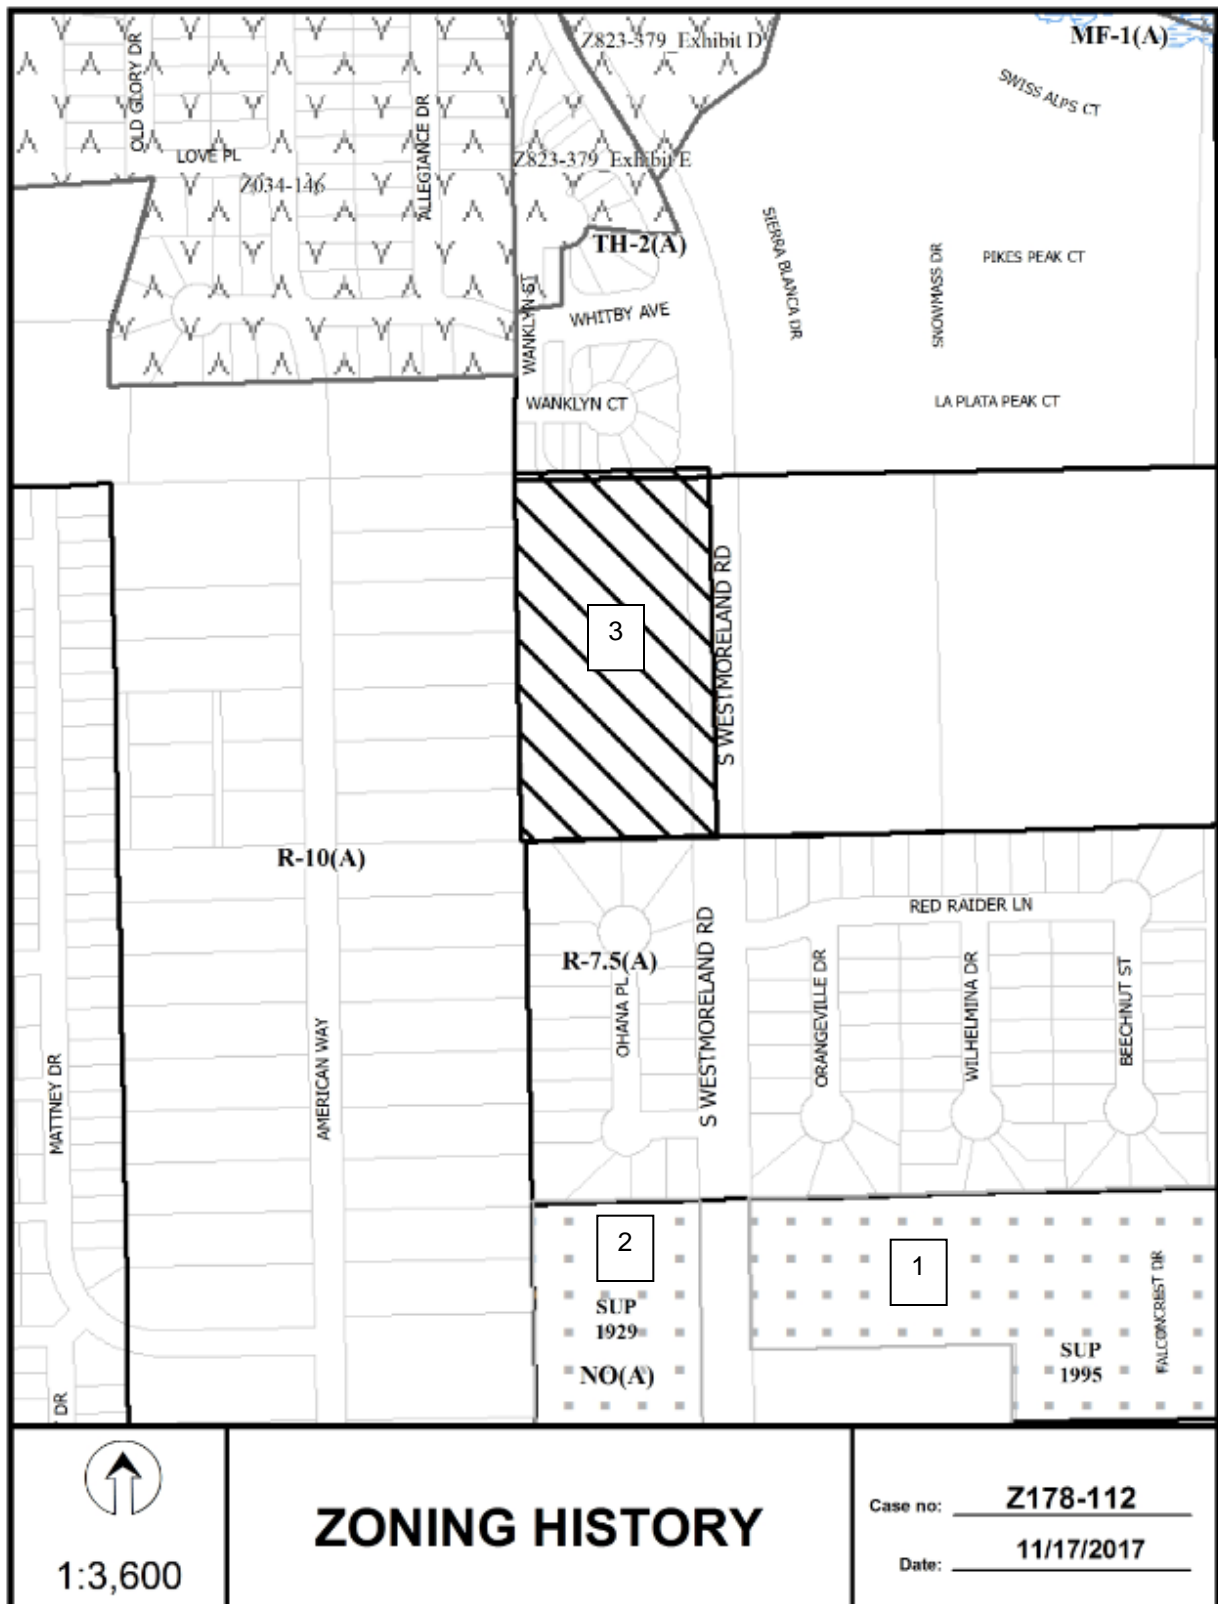 Z823-379_Exhibit D
MF-1(A)
OLD GLORY DR
SWISS ALPS CT
ALLEGIANCE DR
LOVE PL
Z823-379_Exhibit E
Z034-146
SIERRA BLANCA DR
TH-2(A)
SNOWMASS DR
PIKES PEAK CT
WANKLYN ST
WHITBY AVE
WANKLYN CT
LA PLATA PEAK CT
3
S WESTMORELAND RD
R-10(A)
RED RAIDER LN
R-7.5(A)
S WESTMORELAND RD
OHANA PL
ORANGEVILLE DR
WILHELMINA DR
BEECHNUT ST
MATTNEY DR
AMERICAN WAY
2
1
SUP
1929
FALCONCREST DR
SUP
1995
NO(A)
DR
1:3,600
ZONING HISTORY
Case no: Z178-112
Date: 11/17/2017